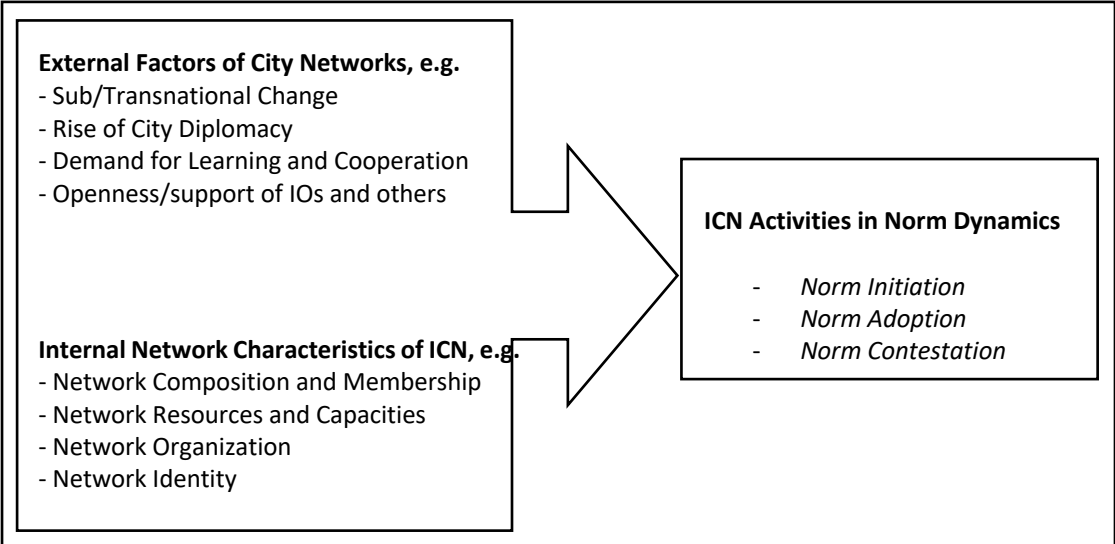 External Factors of City Networks, e.g.
- Sub/Transnational Change
- Rise of City Diplomacy
- Demand for Learning and Cooperation
- Openness/support of IOs and others
Internal Network Characteristics of ICN, e.g.
- Network Composition and Membership
- Network Resources and Capacities
- Network Organization
- Network Identity
ICN Activities in Norm Dynamics
- Norm Initiation
- Norm Adoption
- Norm Contestation